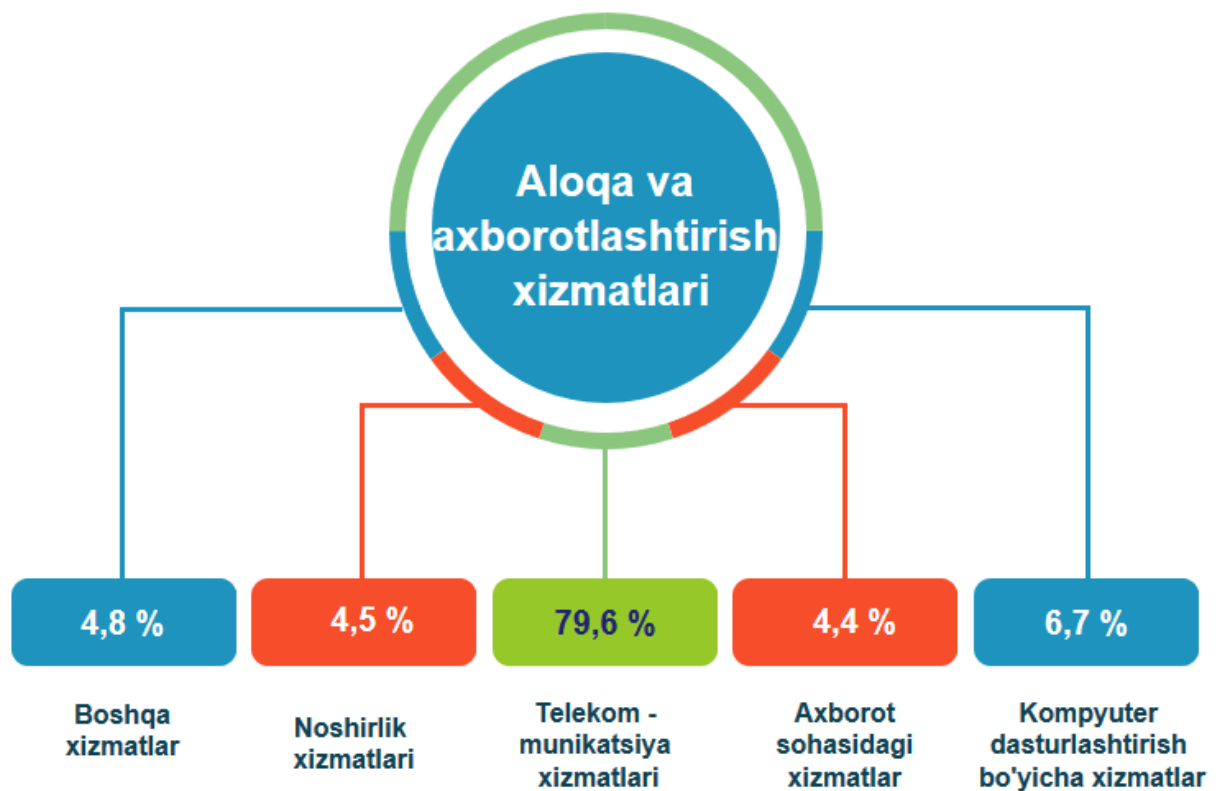 Aloqa va
axborotlashtirish
xizmatlari
4,8 %
4,5 %
79,6 %
4,4 %
6,7 %
Boshqa
xizmatlar
Noshirlik
xizmatlari
Telekom -
munikatsiya
xizmatlari
Axborot
sohasidagi
xizmatlar
Kompyuter
dasturlashtirish
bo'yicha xizmatlar